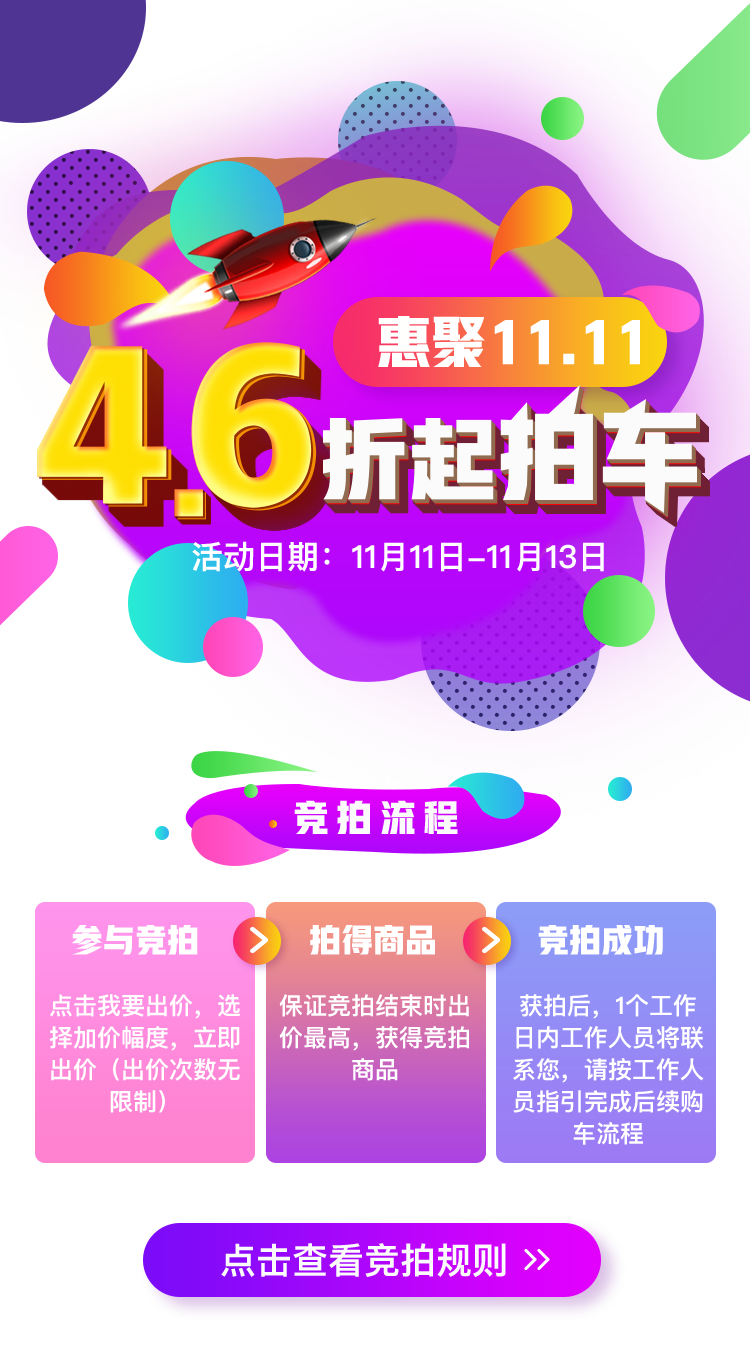 惠聚11.11
4.6折起拍车
活动日期：11月11日-11月13日
竞拍流程
参与竞拍
点击我要出价，选
择加价幅度，立即
出价（出价次数无
限制）
拍得商品
保证竞拍结束时出
价最高，获得竞拍
商品
竞拍成功
获拍后，1个工作
日内工作人员将联
系您，请按工作人
员指引完成后续购
车流程
点击查看竞拍规则